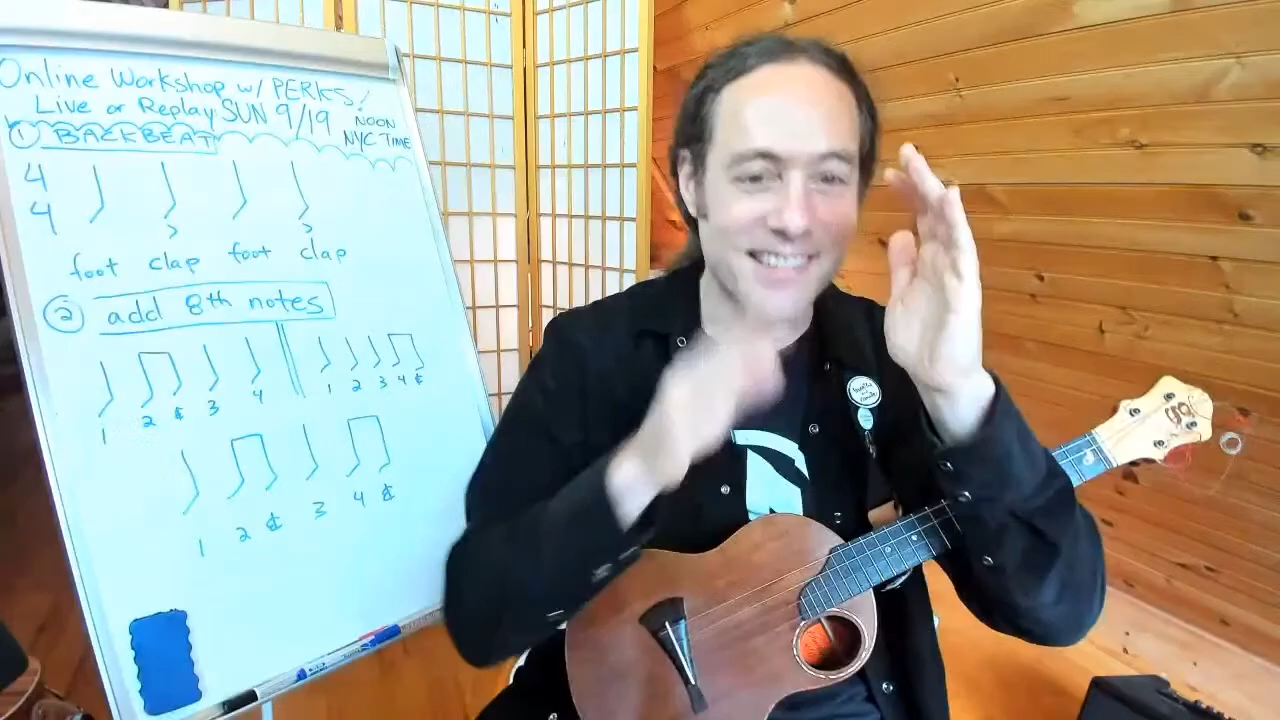 Online Workshop w/ PERKS!
Live or Replay SUN 9/19 NOON
NYC TIME
① BACKBEAT
4
4
foot clap foot clap
② add 8th notes
1 2 & 3 4 1 2 3 4 &
1 2 & 3 4 &